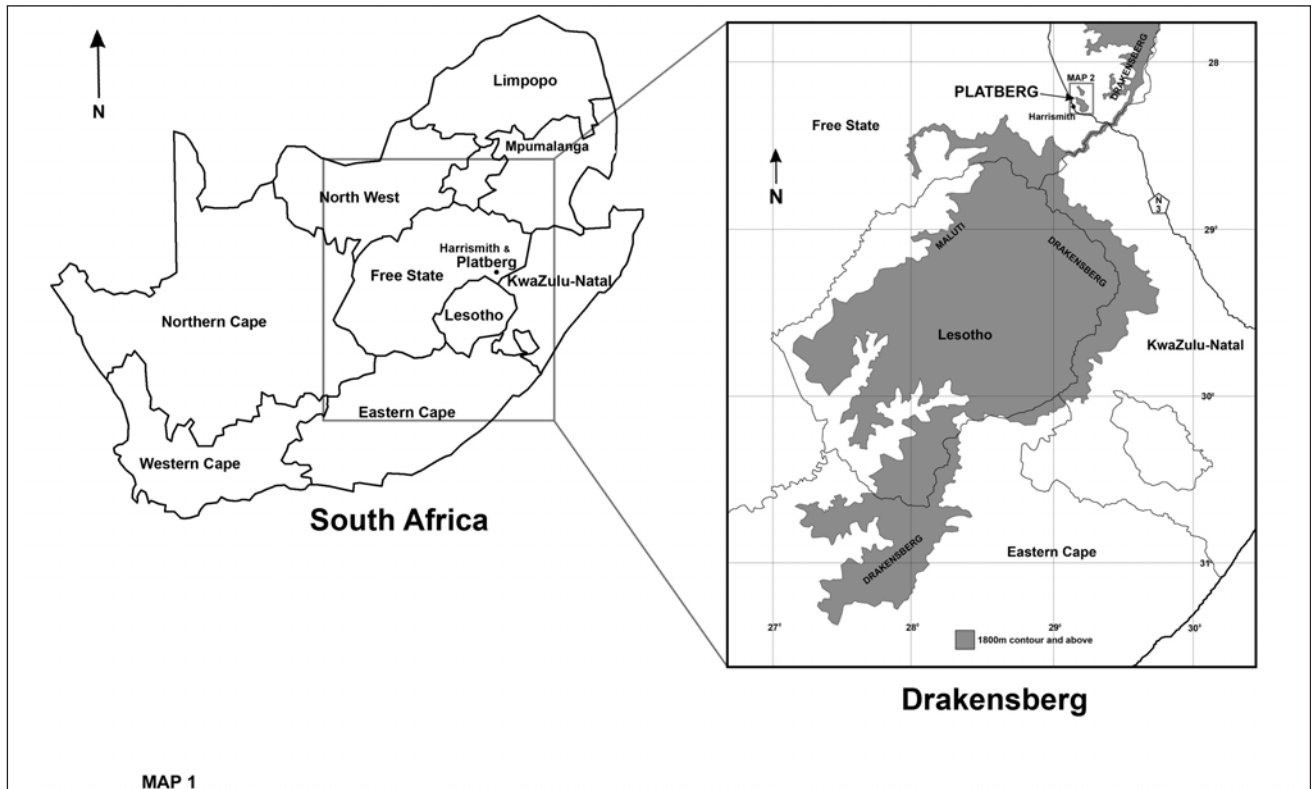 N
Limpopo
Mpumalanga
North West
Harrismith &
Platberg
Free State
KwaZulu-Natal
Lesotho
Northern Cape
Eastern Cape
Western Cape
South Africa
DRAKENSBERG
28
MAP 2
PLATBERG
Harrismith
Free State
N
N
3
29°
MALUTI
DRAKENSBERG
Lesotho
KwaZulu-Natal
30°
Eastern Cape
DRAKENSBERG
31°
27°
28°
29°
30°
1800m contour and above
Drakensberg
MAP 1